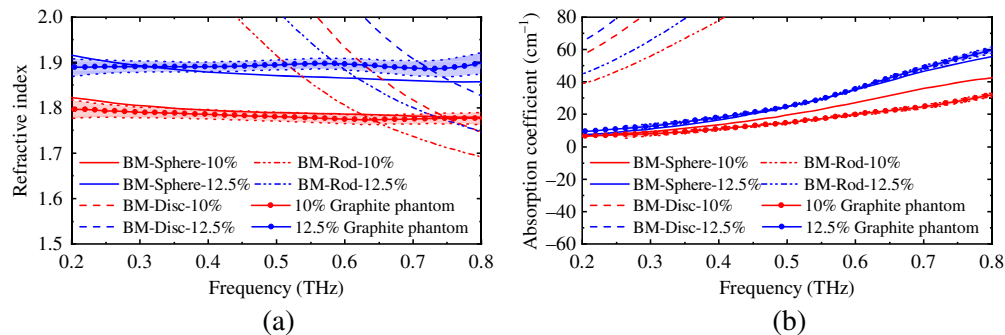 2.0
1.9
1.8
1.7
1.6
1.5
Refractive index
BM-Sphere-10%
BM-Sphere-12.5%
BM-Disc-10%
BM-Disc-12.5%
BM-Rod-10%
BM-Rod-12.5%
10% Graphite phantom
12.5% Graphite phantom
0.2 0.3 0.4 0.5 0.6 0.7 0.8
Frequency (THz)
(a)
80
60
40
20
0
−20
−40
−60
Absorption coefficient (cm⁻¹)
BM-Sphere-10%
BM-Sphere-12.5%
BM-Disc-10%
BM-Disc-12.5%
BM-Rod-10%
BM-Rod-12.5%
10% Graphite phantom
12.5% Graphite phantom
0.2 0.3 0.4 0.5 0.6 0.7 0.8
Frequency (THz)
(b)